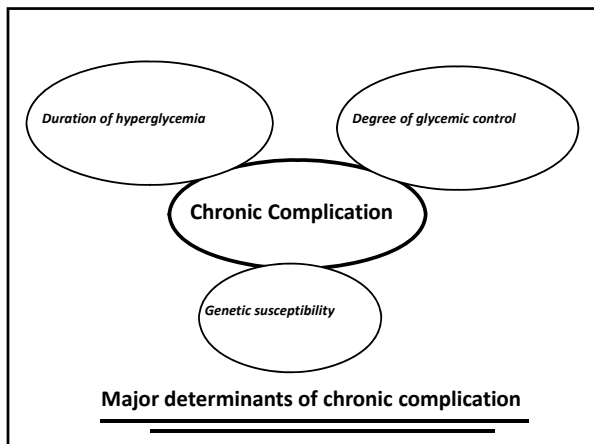 Duration of hyperglycemia
Degree of glycemic control
Chronic Complication
Genetic susceptibility
Major determinants of chronic complication